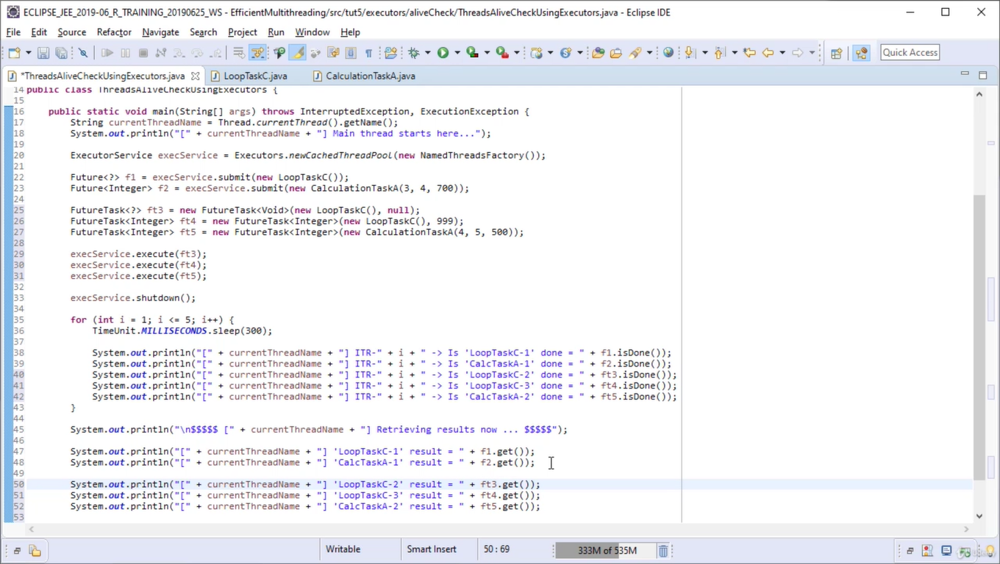 ECLIPSE_JEE_2019-06_R_TRAINING_20190625_WS - EfficientMultithreading/src/tut5/executors/aliveCheck/ThreadsAliveCheckUsingExecutors.java - Eclipse IDE
File Edit Source Refactor Navigate Search Project Run Window Help
Quick Access
*ThreadsAliveCheckUsingExecutors.java LoopTaskC.java CalculationTaskA.java
14 public class ThreadsAliveCheckUsingExecutors {
15
16     public static void main(String[] args) throws InterruptedException, ExecutionException {
17         String currentThreadName = Thread.currentThread().getName();
18         System.out.println("[" + currentThreadName + "] Main thread starts here...");
19
20         ExecutorService execService = Executors.newCachedThreadPool(new NamedThreadsFactory());
21
22         Future<?> f1 = execService.submit(new LoopTaskC());
23         Future<Integer> f2 = execService.submit(new CalculationTaskA(3, 4, 700));
24
25         FutureTask<?> ft3 = new FutureTask<Void>(new LoopTaskC(), null);
26         FutureTask<Integer> ft4 = new FutureTask<Integer>(new LoopTaskC(), 999);
27         FutureTask<Integer> ft5 = new FutureTask<Integer>(new CalculationTaskA(4, 5, 500));
28
29         execService.execute(ft3);
30         execService.execute(ft4);
31         execService.execute(ft5);
32
33         execService.shutdown();
34
35         for (int i = 1; i <= 5; i++) {
36             TimeUnit.MILLISECONDS.sleep(300);
37
38             System.out.println("[" + currentThreadName + "] ITR-" + i + " -> Is 'LoopTaskC-1' done = " + f1.isDone());
39             System.out.println("[" + currentThreadName + "] ITR-" + i + " -> Is 'CalcTaskA-1' done = " + f2.isDone());
40             System.out.println("[" + currentThreadName + "] ITR-" + i + " -> Is 'LoopTaskC-2' done = " + ft3.isDone());
41             System.out.println("[" + currentThreadName + "] ITR-" + i + " -> Is 'LoopTaskC-3' done = " + ft4.isDone());
42             System.out.println("[" + currentThreadName + "] ITR-" + i + " -> Is 'CalcTaskA-2' done = " + ft5.isDone());
43         }
44
45         System.out.println("\n$$$$$ [" + currentThreadName + "] Retrieving results now ... $$$$$");
46
47         System.out.println("[" + currentThreadName + "] 'LoopTaskC-1' result = " + f1.get());
48         System.out.println("[" + currentThreadName + "] 'CalcTaskA-1' result = " + f2.get());
49
50         System.out.println("[" + currentThreadName + "] 'LoopTaskC-2' result = " + ft3.get());
51         System.out.println("[" + currentThreadName + "] 'LoopTaskC-3' result = " + ft4.get());
52         System.out.println("[" + currentThreadName + "] 'CalcTaskA-2' result = " + ft5.get());
53
Writable Smart Insert 50 : 69 333M of 535M